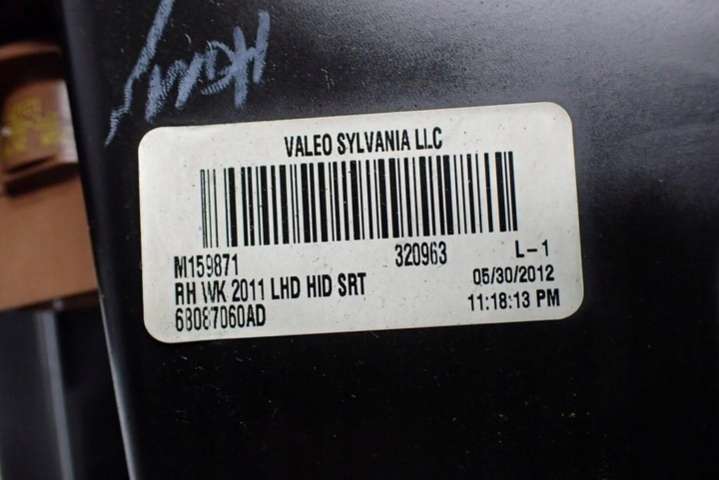 VALEO SYLVANIA LLC
M159871 320963 L-1
RH WK 2011 LHD HID SRT 05/30/2012
68087060AD 11:18:13 PM